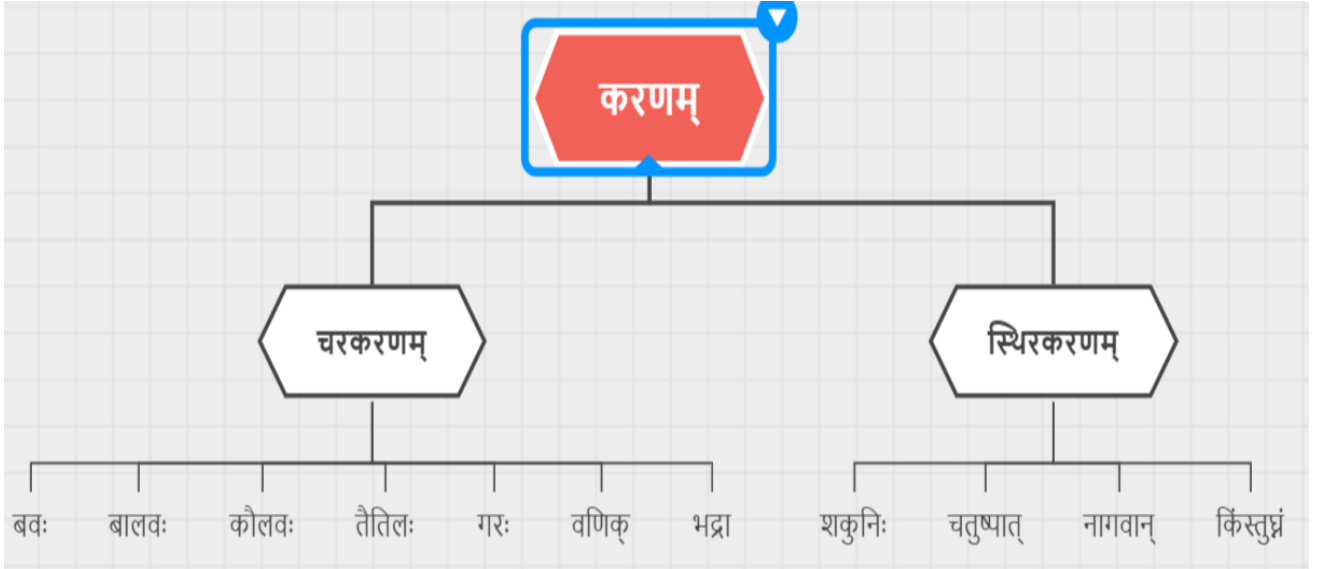 करणम्
चरकरणम् स्थिरकरणम्
बवः बालवः कौलवः तैतिलः गरः वणिक् भद्रा शकुनिः चतुष्पात् नागवान् किंस्तुघ्नं